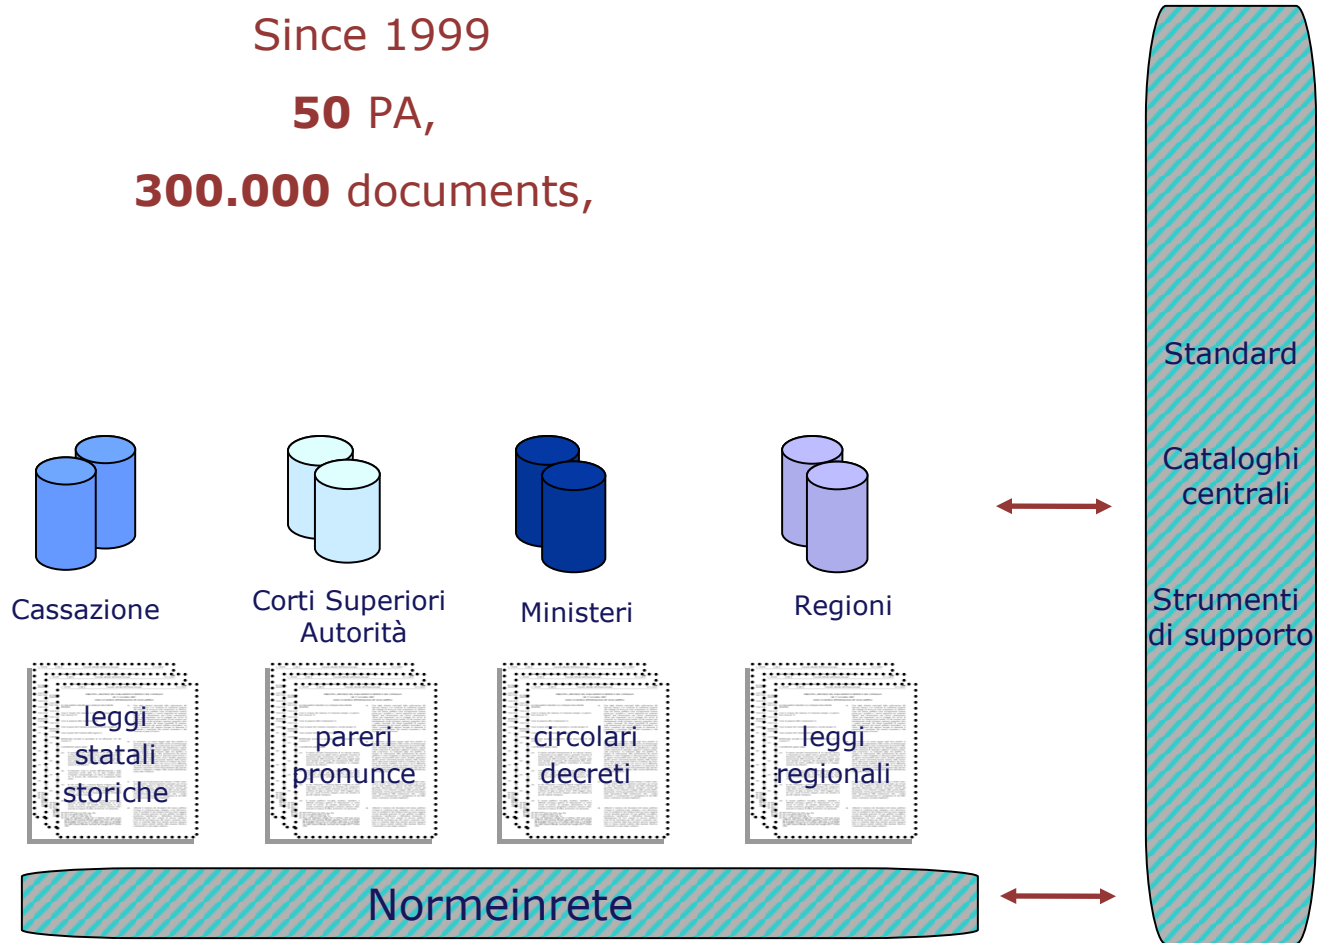 Since 1999
50 PA,
300.000 documents,
Standard
Cataloghi
centrali
Strumenti
di supporto
Cassazione
Corti Superiori
Autorità
Ministeri
Regioni
leggi
statali
storiche
pareri
pronunce
circolari
decreti
leggi
regionali
Normeinrete